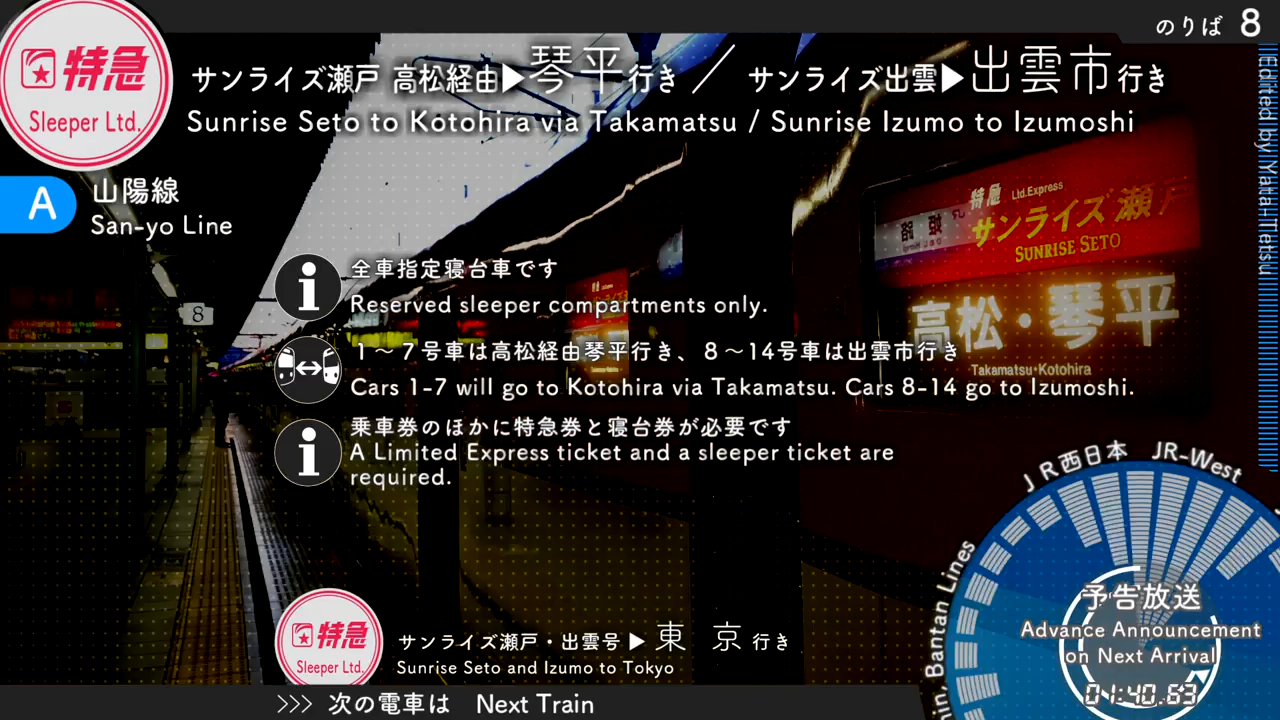 のりば 8
特急
Sleeper Ltd.
サンライズ瀬戸 高松経由▶琴平行き / サンライズ出雲▶出雲市行き
Sunrise Seto to Kotohira via Takamatsu / Sunrise Izumo to Izumoshi
Edited by Yata-Tetsu
A 山陽線
San-yo Line
特急 Ltd.Express
サンライズ瀬戸
SUNRISE SETO
高松・琴平
Takamatsu・Kotohira
8
全車指定寝台車です
Reserved sleeper compartments only.
1～7号車は高松経由琴平行き、8～14号車は出雲市行き
Cars 1-7 will go to Kotohira via Takamatsu. Cars 8-14 go to Izumoshi.
乗車券のほかに特急券と寝台券が必要です
A Limited Express ticket and a sleeper ticket are
required.
JR西日本 JR-West
Bantan Lines
予告放送
Advance Announcement
on Next Arrival
01:40.63
特急
Sleeper Ltd.
サンライズ瀬戸・出雲号▶東京行き
Sunrise Seto and Izumo to Tokyo
>>> 次の電車は Next Train